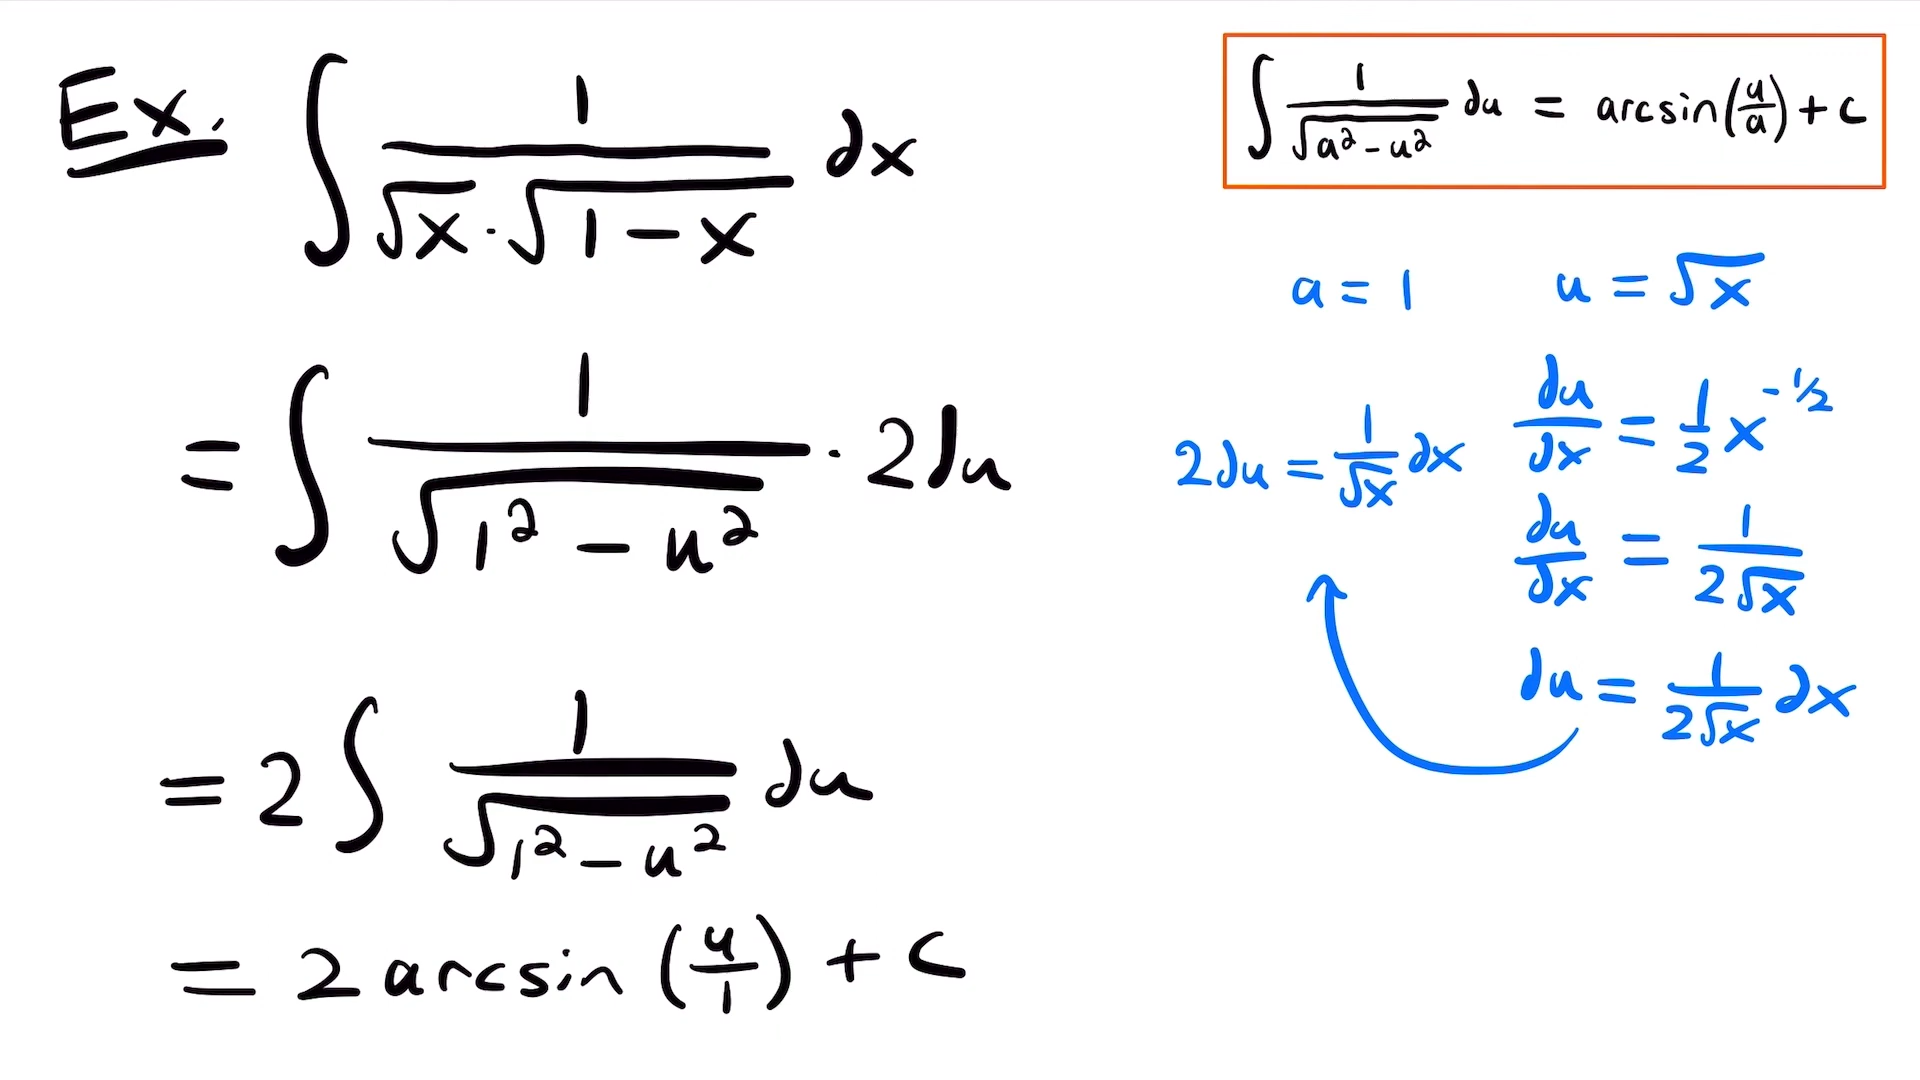 Ex. ∫ 1/(√x · √(1 − x)) dx
= ∫ 1/√(1² − u²) · 2du
= 2 ∫ 1/√(1² − u²) du
= 2 arcsin (u/1) + c
∫ 1/√(a² − u²) du = arcsin(u/a) + c
a = 1    u = √x
du/dx = 1/2 x^(-1/2)
du/dx = 1/(2√x)
du = 1/(2√x) dx
2du = 1/√x dx